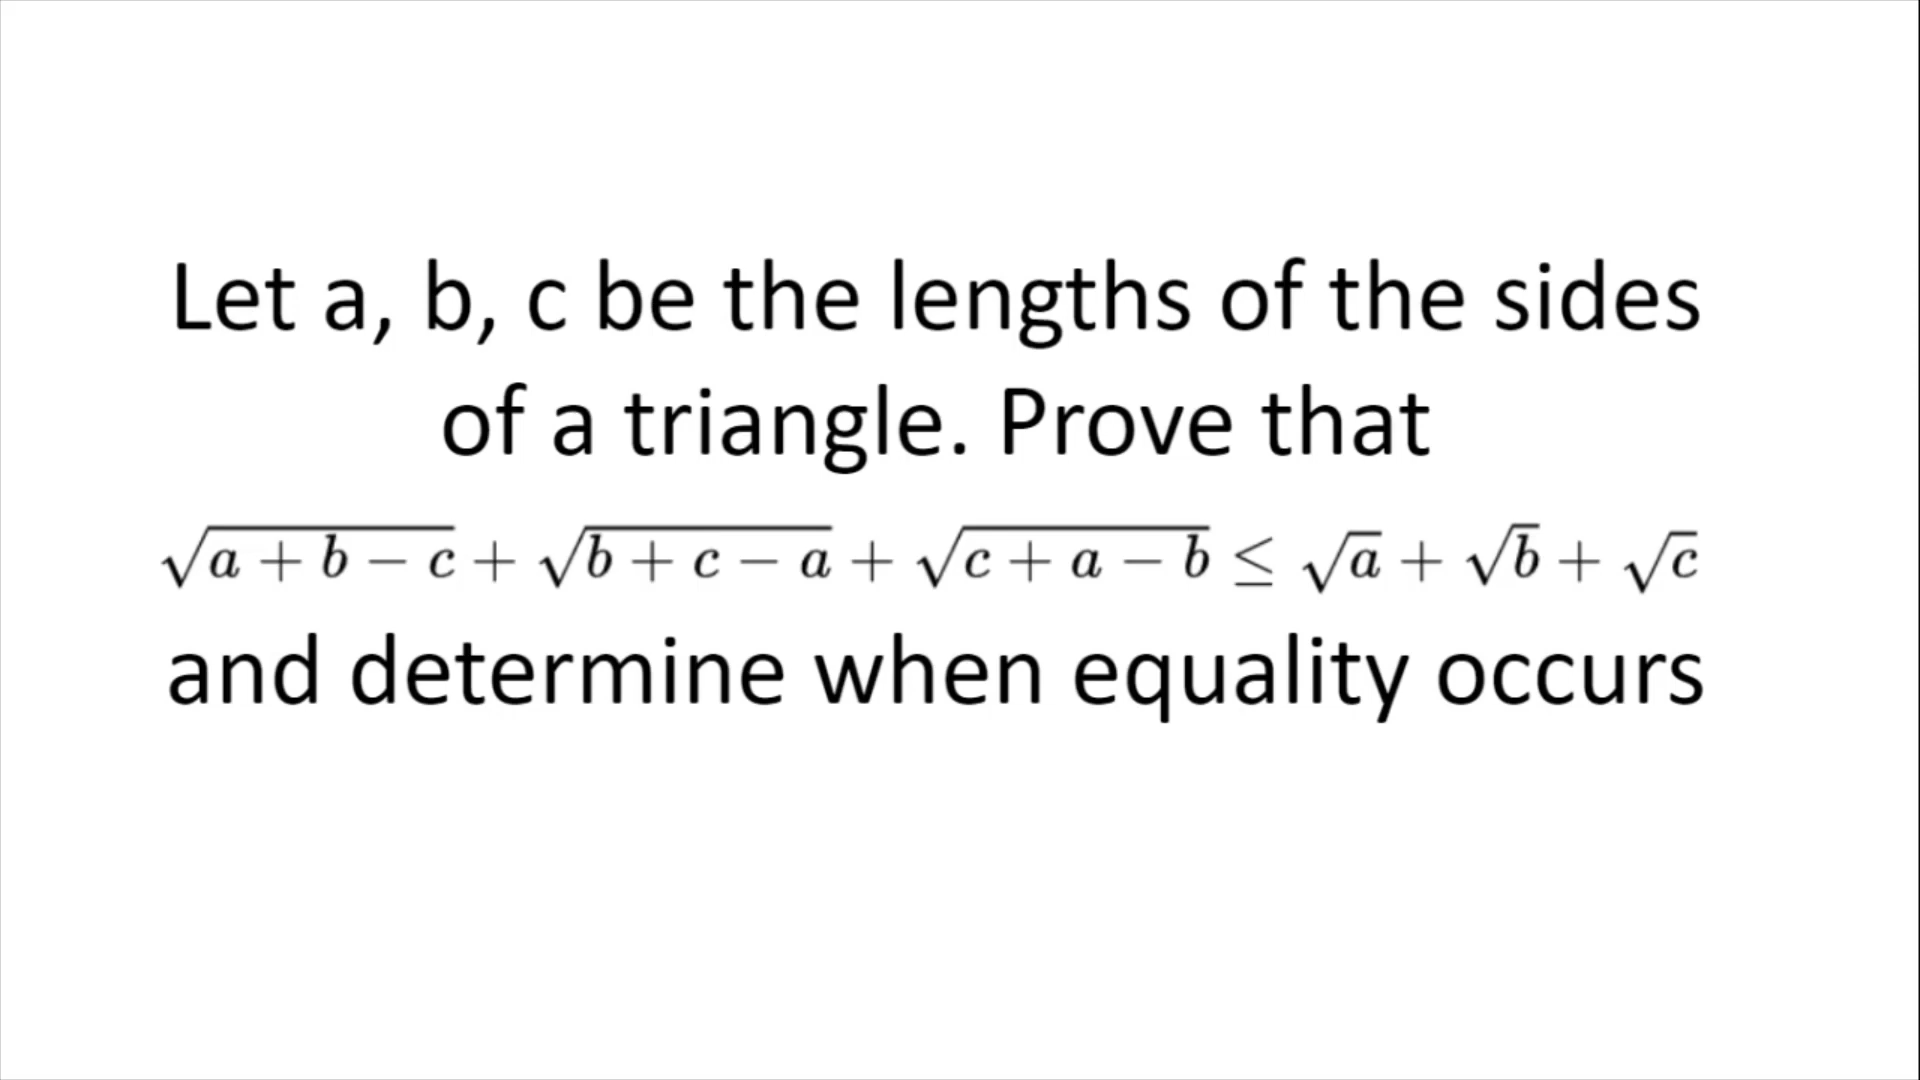 Let a, b, c be the lengths of the sides
of a triangle. Prove that
√a + b − c + √b + c − a + √c + a − b ≤ √a + √b + √c
and determine when equality occurs